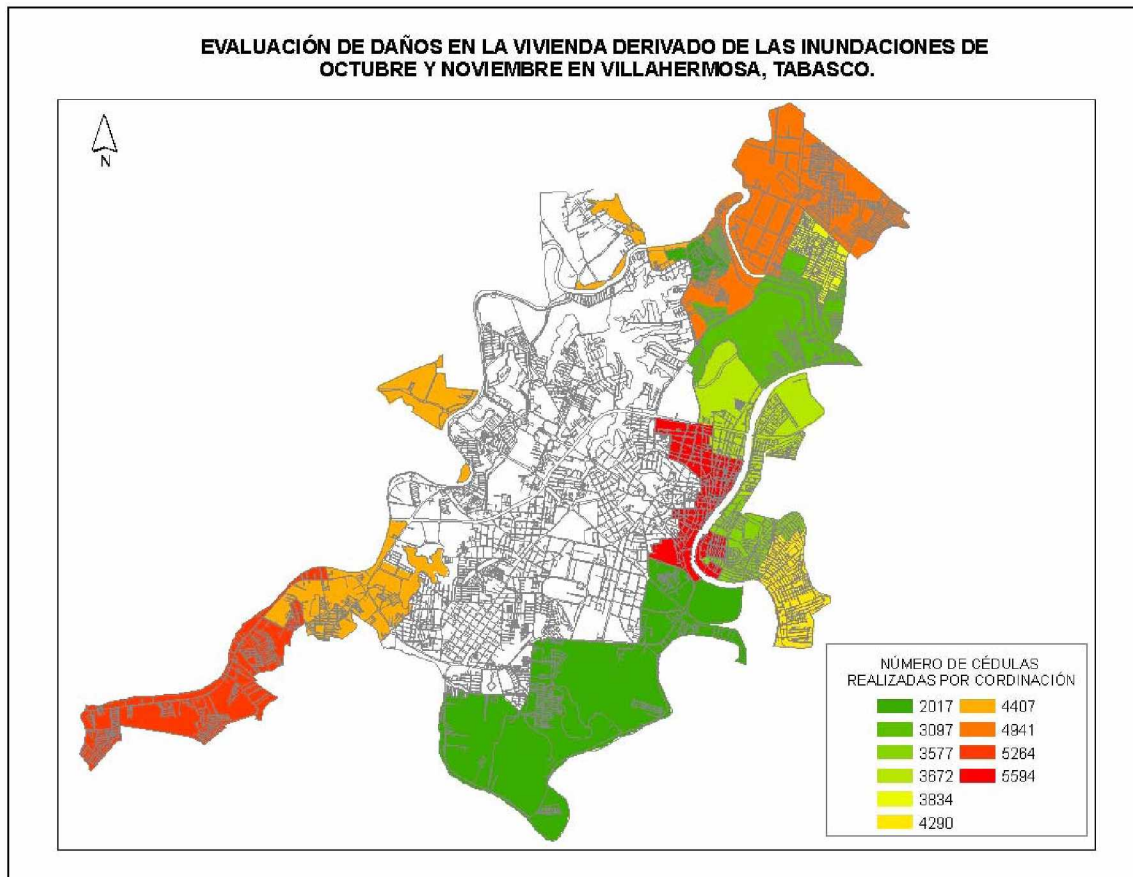 EVALUACIÓN DE DAÑOS EN LA VIVIENDA DERIVADO DE LAS INUNDACIONES DE
OCTUBRE Y NOVIEMBRE EN VILLAHERMOSA, TABASCO.
N
NÚMERO DE CÉDULAS
REALIZADAS POR CORDINACIÓN
2017
3097
3577
3672
3834
4290
4407
4941
5264
5594